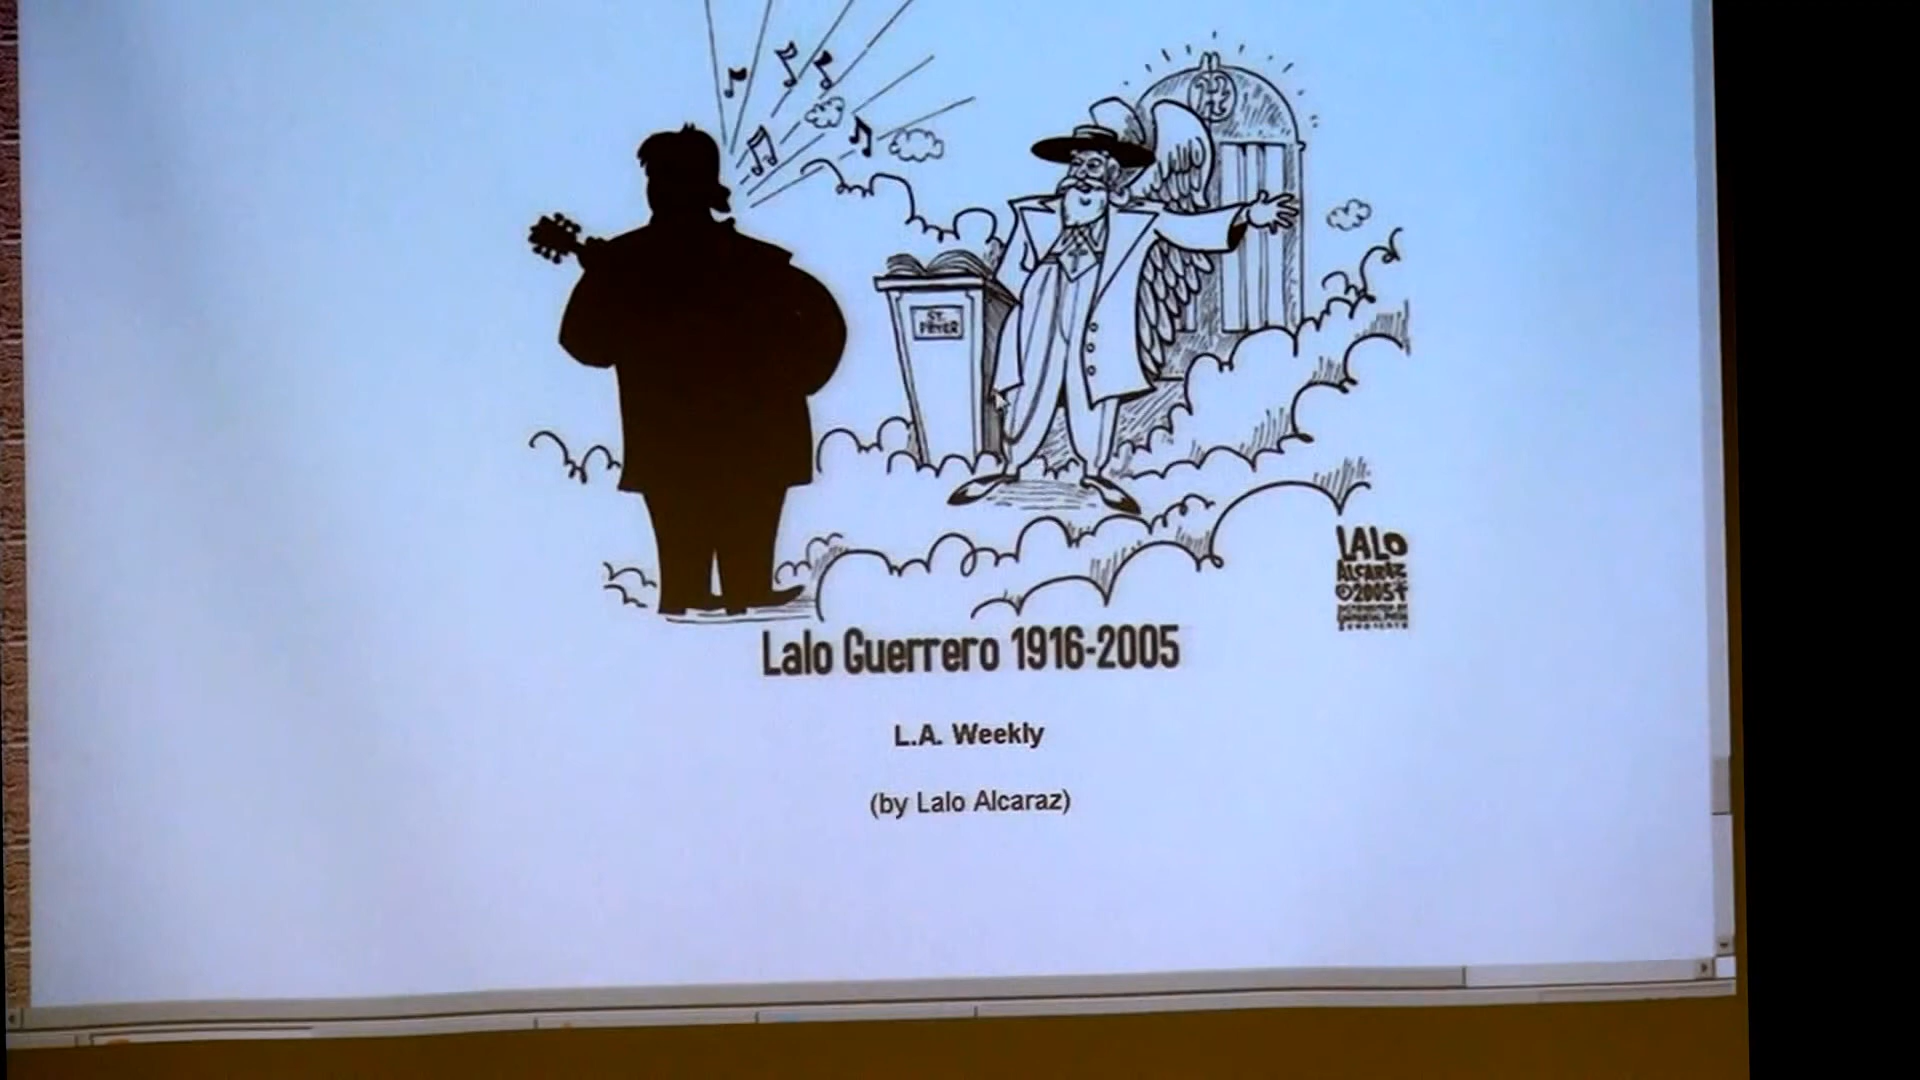 ST.
PETER
LALO
ALCARAZ
©2005
Lalo Guerrero 1916-2005
L.A. Weekly
(by Lalo Alcaraz)